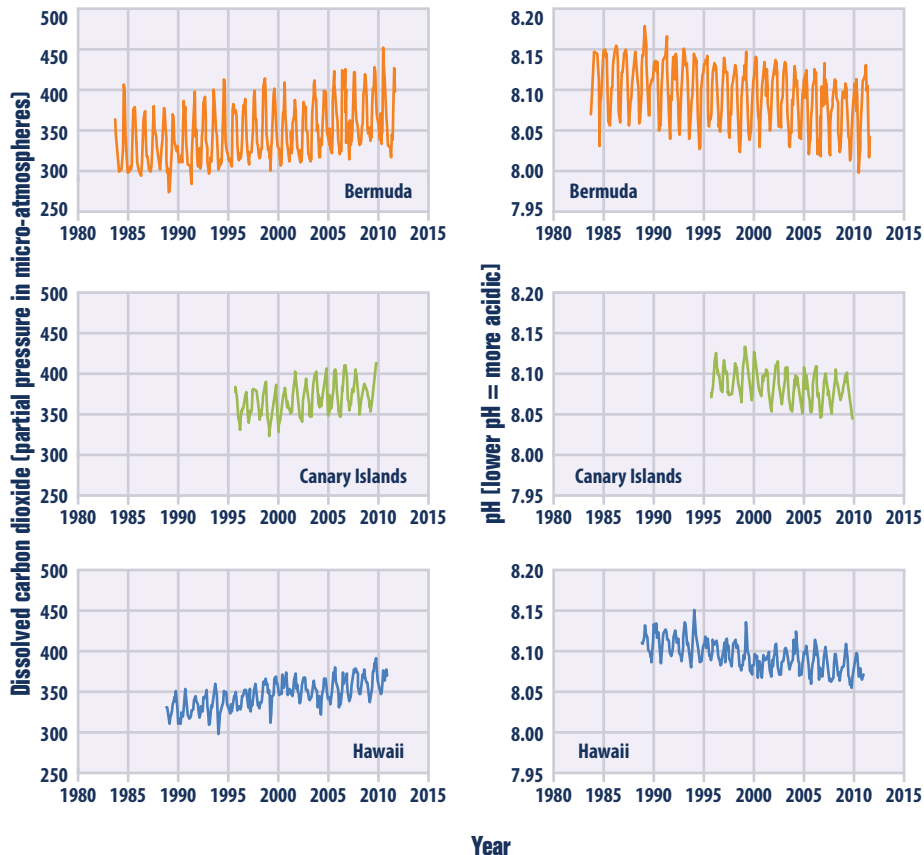 Dissolved carbon dioxide (partial pressure in micro-atmospheres)
500
450
400
350
300
250
Bermuda
1980 1985 1990 1995 2000 2005 2010 2015
500
450
400
350
300
250
Canary Islands
1980 1985 1990 1995 2000 2005 2010 2015
500
450
400
350
300
250
Hawaii
1980 1985 1990 1995 2000 2005 2010 2015
pH (lower pH = more acidic)
8.20
8.15
8.10
8.05
8.00
7.95
Bermuda
1980 1985 1990 1995 2000 2005 2010 2015
8.20
8.15
8.10
8.05
8.00
7.95
Canary Islands
1980 1985 1990 1995 2000 2005 2010 2015
8.20
8.15
8.10
8.05
8.00
7.95
Hawaii
1980 1985 1990 1995 2000 2005 2010 2015
Year